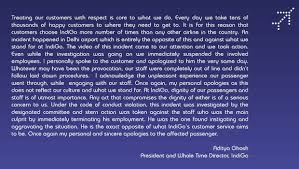 Treating our customers with respect is core to what we do. Every day we take tens of
thousands of happy customers to where they need to get to. It is for this reason that
customers choose IndiGo more number of times than any other airline in the country. An
incident happened in Delhi airport which is entirely the opposite of this and against what we
stand for at IndiGo. The video of this incident came to our attention and we took action.
Even while the investigation was going on we immediately suspended the involved
employees. I personally spoke to the customer and apologized to him the very same day.
Whatever may have been the provocation, our staff were completely out of line and didn't
follow laid down procedures. I acknowledge the unpleasant experience our passenger
went through while engaging with our staff. Once again, my personal apologies as this
does not reflect our culture and what we stand for. At IndiGo, dignity of our passengers and
staff is of utmost importance. Any act that compromises the dignity of either is of a serious
concern to us. Under the code of conduct violation, this incident was investigated by the
designated committee and stern action was taken against the staff who was the main
culprit by immediately terminating his employment. He was the one found instigating and
aggravating the situation. He is the exact opposite of what IndiGo's customer service aims
to be. Once again my personal and sincere apologies to the affected passenger.
Aditya Ghosh
President and Whole Time Director, IndiGo